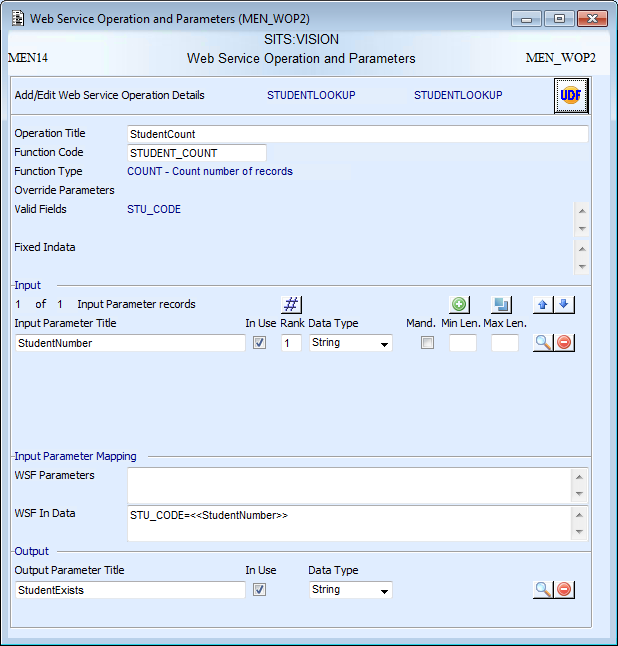 Web Service Operation and Parameters (MEN_WOP2)
SITS:VISION
MEN14 Web Service Operation and Parameters MEN_WOP2
Add/Edit Web Service Operation Details STUDENTLOOKUP STUDENTLOOKUP UDF
Operation Title StudentCount
Function Code STUDENT_COUNT
Function Type COUNT - Count number of records
Override Parameters
Valid Fields STU_CODE
Fixed Indata
Input
1 of 1 Input Parameter records #
Input Parameter Title In Use Rank Data Type Mand. Min Len. Max Len.
StudentNumber 1 String
Input Parameter Mapping
WSF Parameters
WSF In Data STU_CODE=<<StudentNumber>>
Output
Output Parameter Title In Use Data Type
StudentExists String